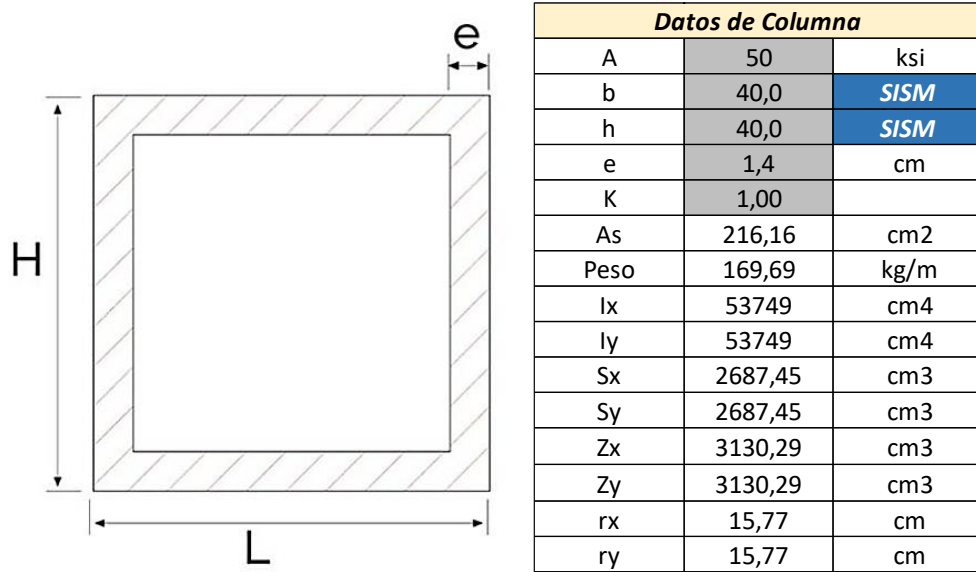 e
H
L
Datos de Columna
A 50 ksi
b 40,0 SISM
h 40,0 SISM
e 1,4 cm
K 1,00
As 216,16 cm2
Peso 169,69 kg/m
Ix 53749 cm4
Iy 53749 cm4
Sx 2687,45 cm3
Sy 2687,45 cm3
Zx 3130,29 cm3
Zy 3130,29 cm3
rx 15,77 cm
ry 15,77 cm